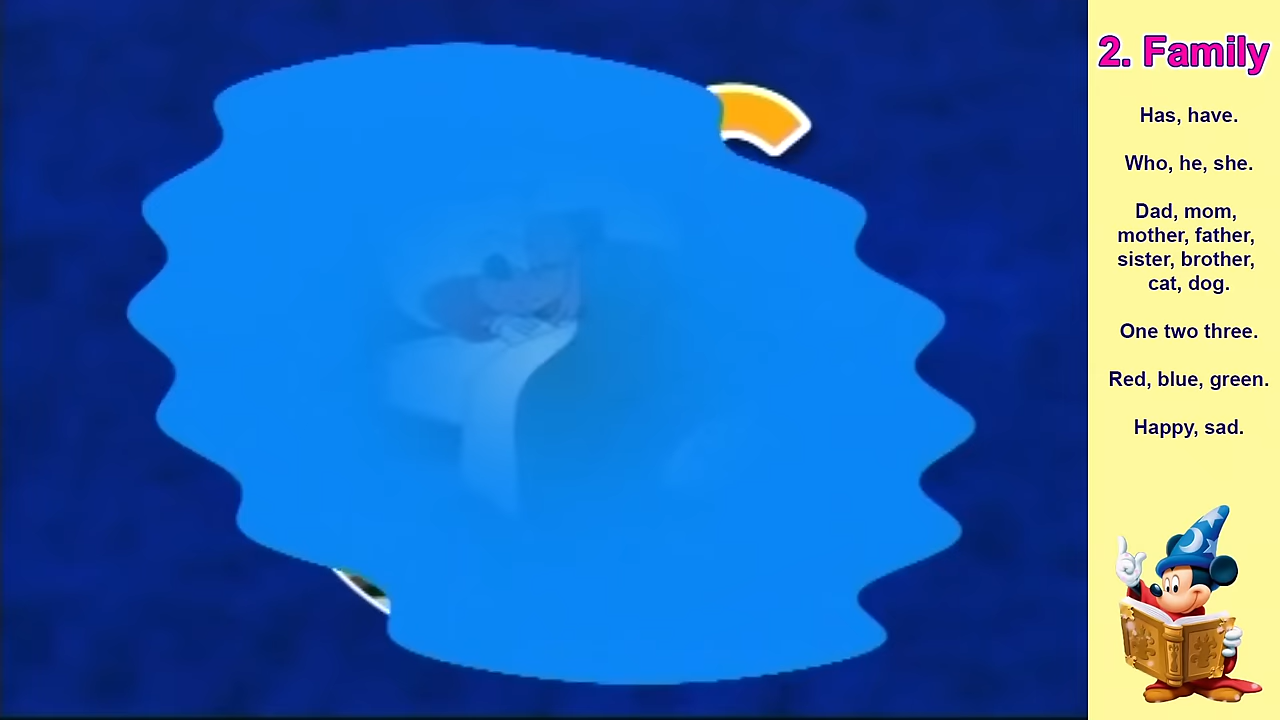 2. Family
Has, have.
Who, he, she.
Dad, mom,
mother, father,
sister, brother,
cat, dog.
One two three.
Red, blue, green.
Happy, sad.